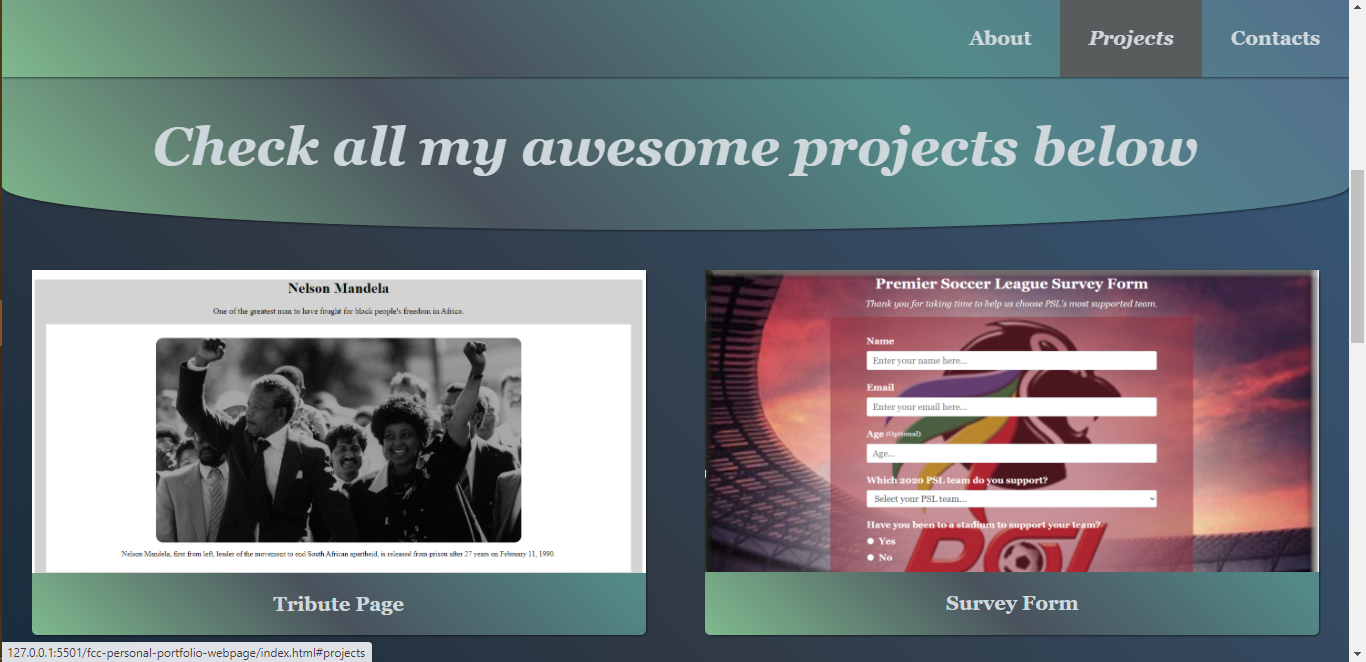 About
Projects
Contacts
Check all my awesome projects below
Nelson Mandela
One of the greatest man to have fought for black people's freedom in Africa.
Nelson Mandela, first from left, leader of the movement to end South African apartheid, is released from prison after 27 years on February 11, 1990.
Tribute Page
Premier Soccer League Survey Form
Thank you for taking time to help us choose PSL's most supported team.
Name
Enter your name here...
Email
Enter your email here...
Age (Optional)
Age...
Which 2020 PSL team do you support?
Select your PSL team...
Have you been to a stadium to support your team?
Yes
No
PSL
Survey Form
127.0.0.1:5501/fcc-personal-portfolio-webpage/index.html#projects